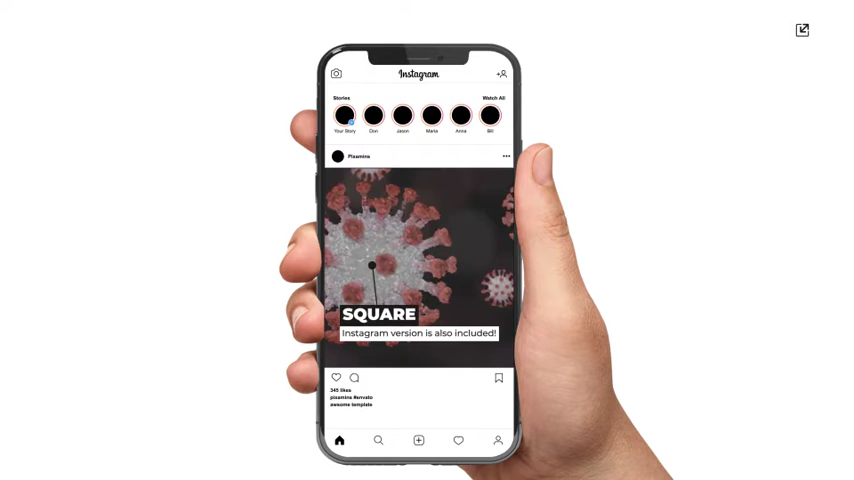 Instagram
Stories
Watch All
Your Story
Don
Jason
Maria
Anna
Bill
Pixamins
SQUARE
Instagram version is also included!
345 likes
pixamins #envato
awsome template